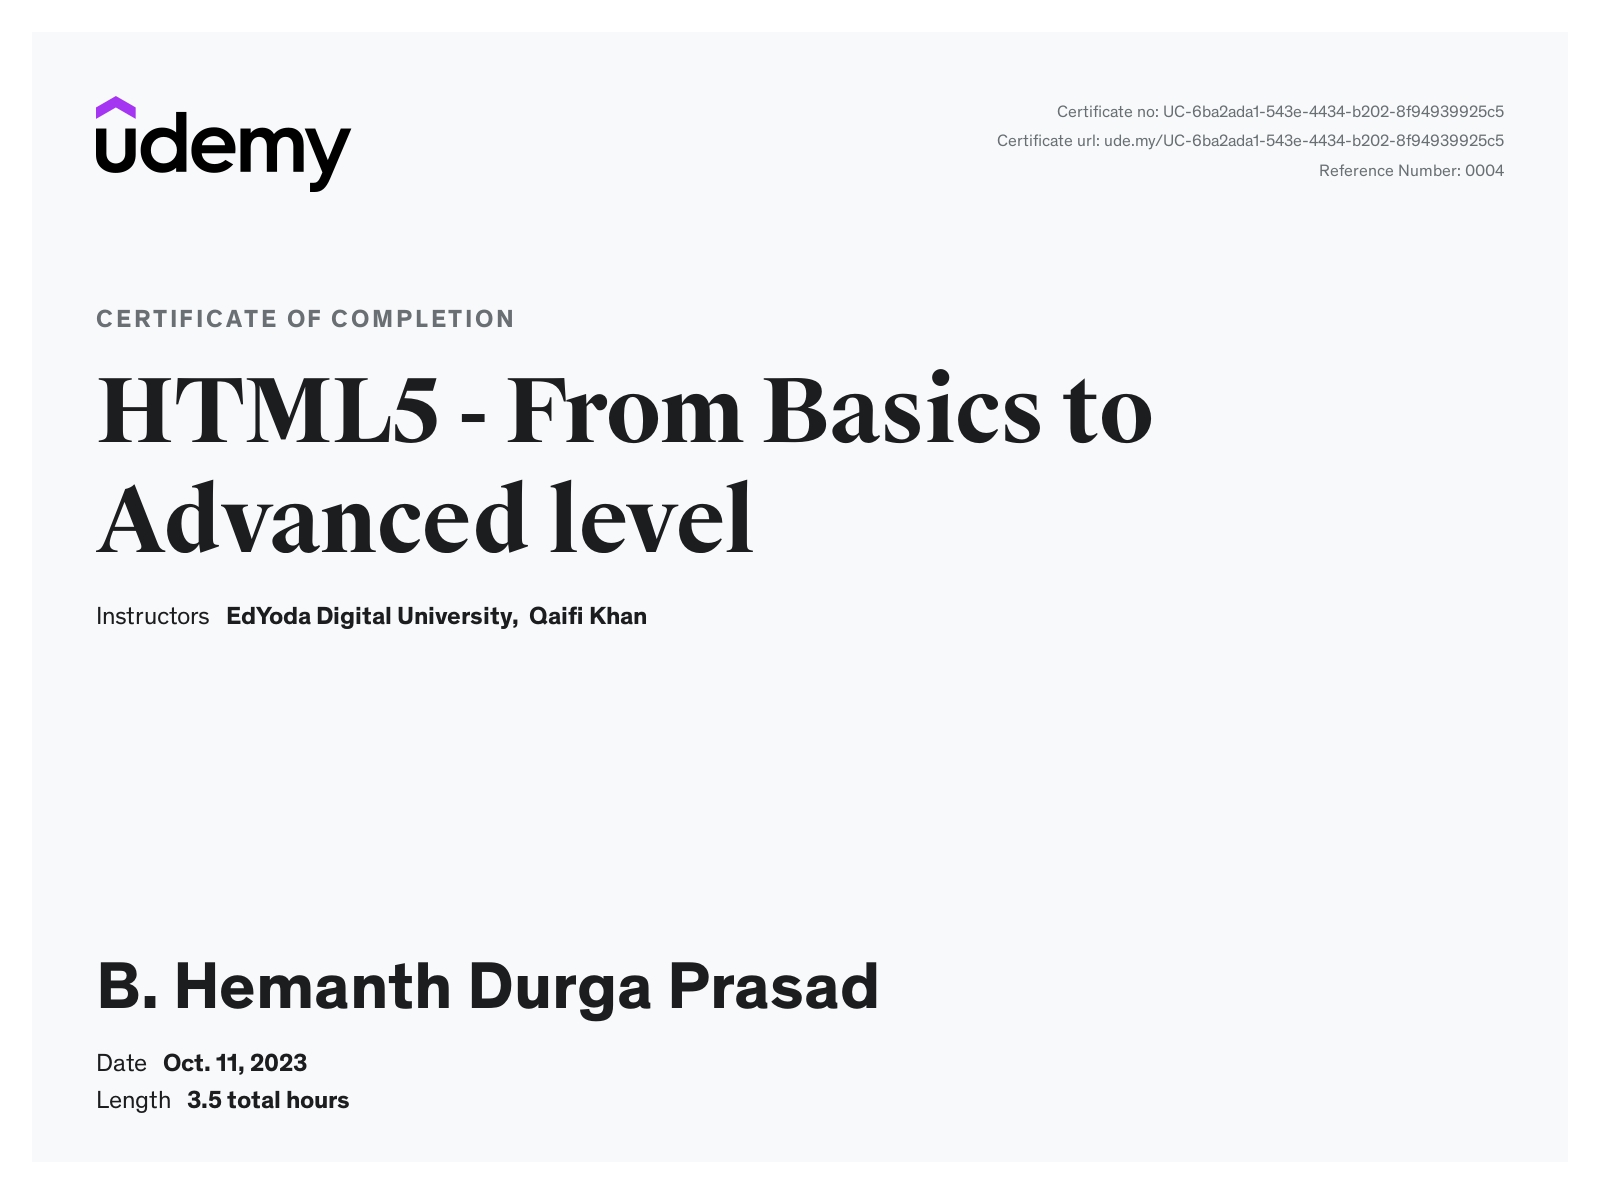 udemy
Certificate no: UC-6ba2ada1-543e-4434-b202-8f94939925c5
Certificate url: ude.my/UC-6ba2ada1-543e-4434-b202-8f94939925c5
Reference Number: 0004
CERTIFICATE OF COMPLETION
HTML5 - From Basics to
Advanced level
Instructors EdYoda Digital University, Qaifi Khan
B. Hemanth Durga Prasad
Date Oct. 11, 2023
Length 3.5 total hours